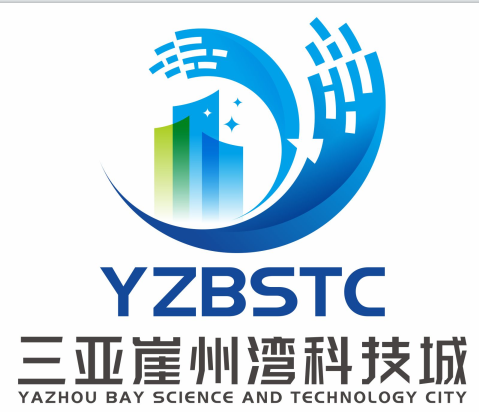 YZBSTC
三亚崖州湾科技城
YAZHOU BAY SCIENCE AND TECHNOLOGY CITY